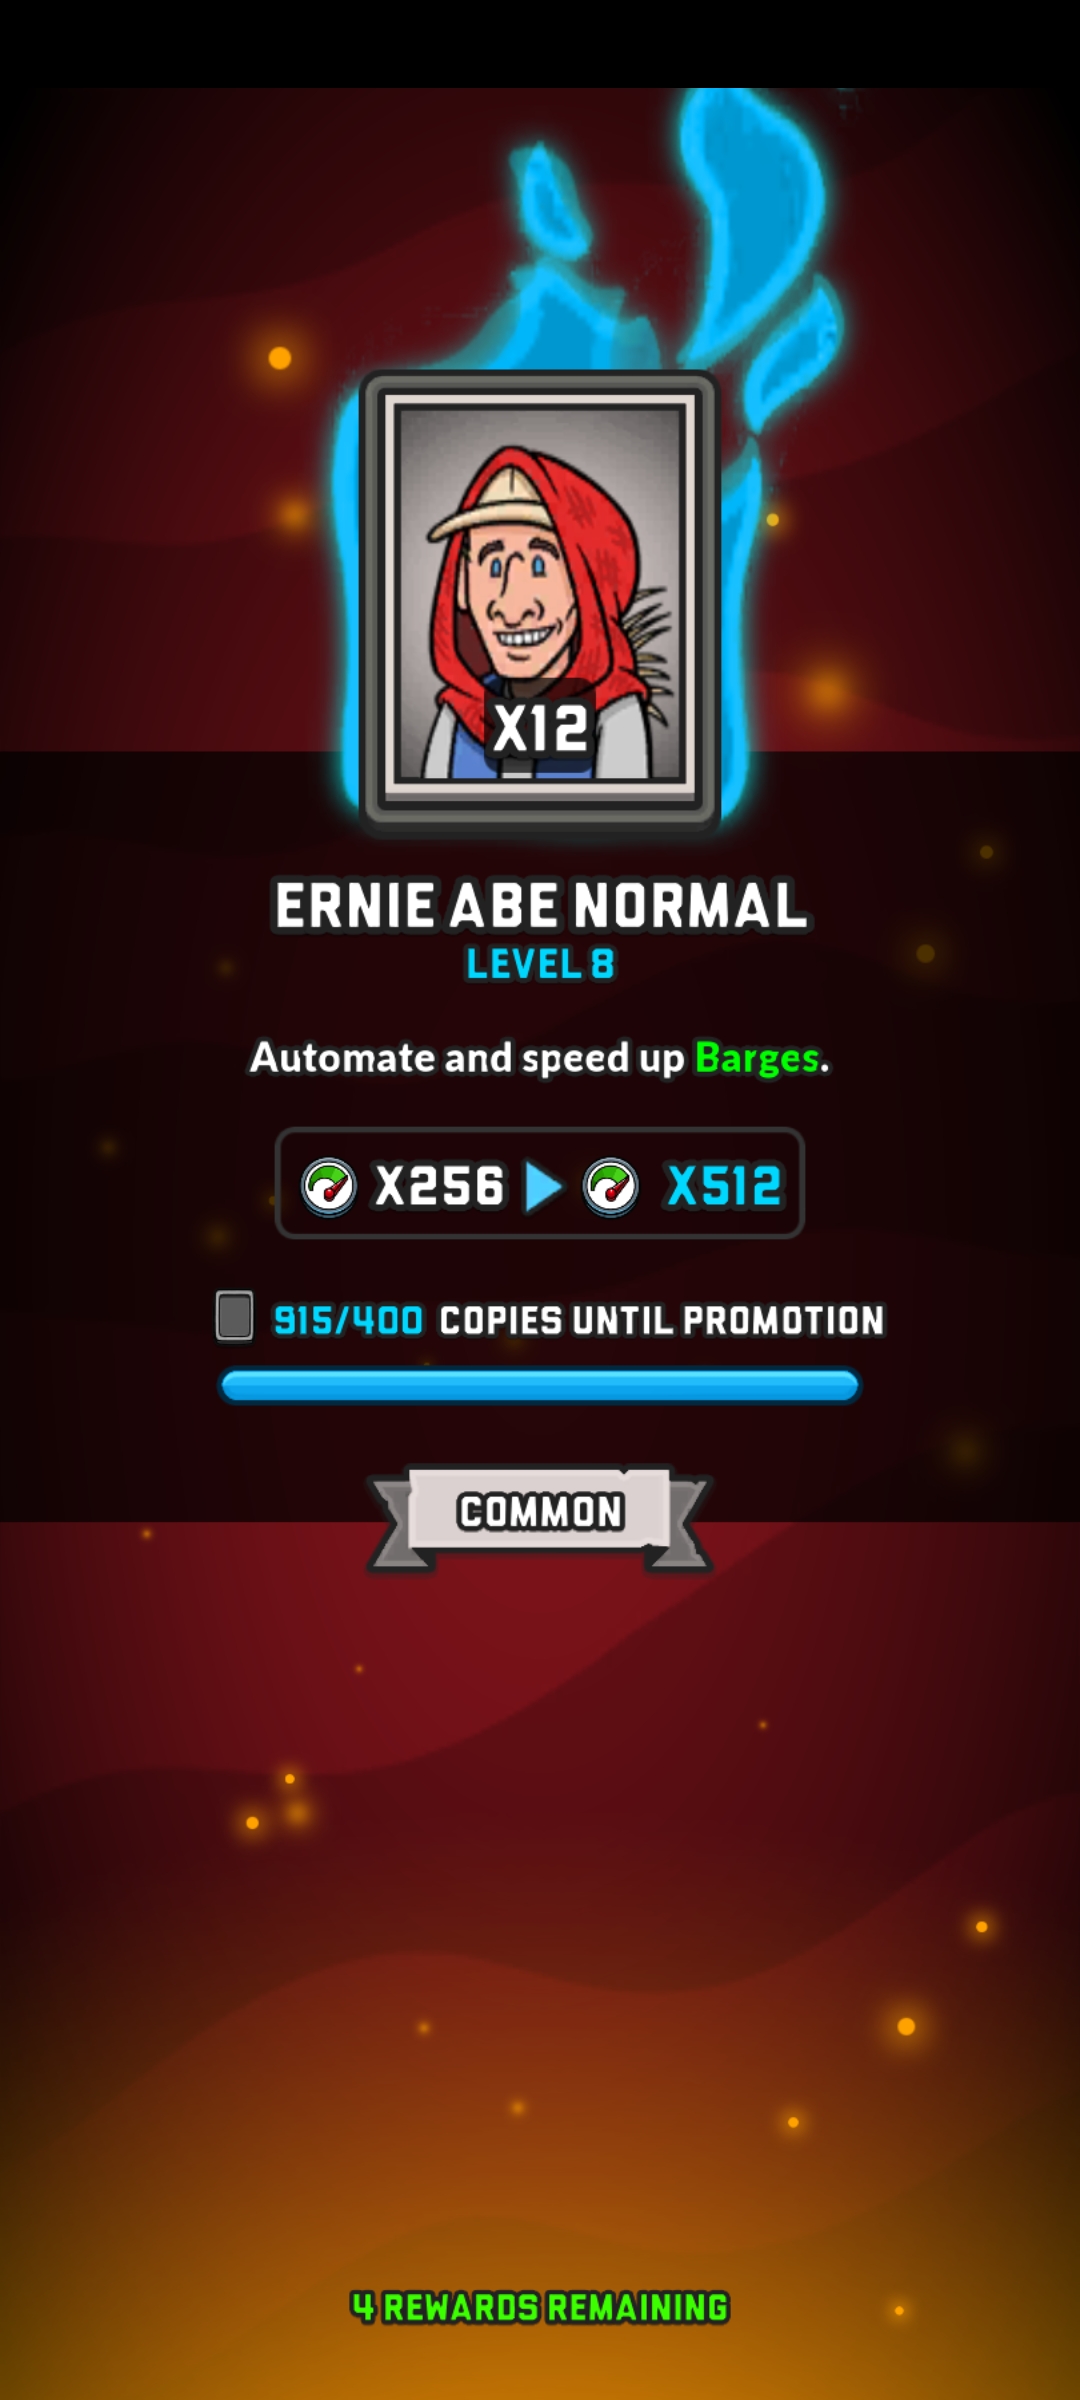 X12
ERNIE ABE NORMAL
LEVEL 8
Automate and speed up Barges.
X256 X512
915/400 COPIES UNTIL PROMOTION
COMMON
4 REWARDS REMAINING